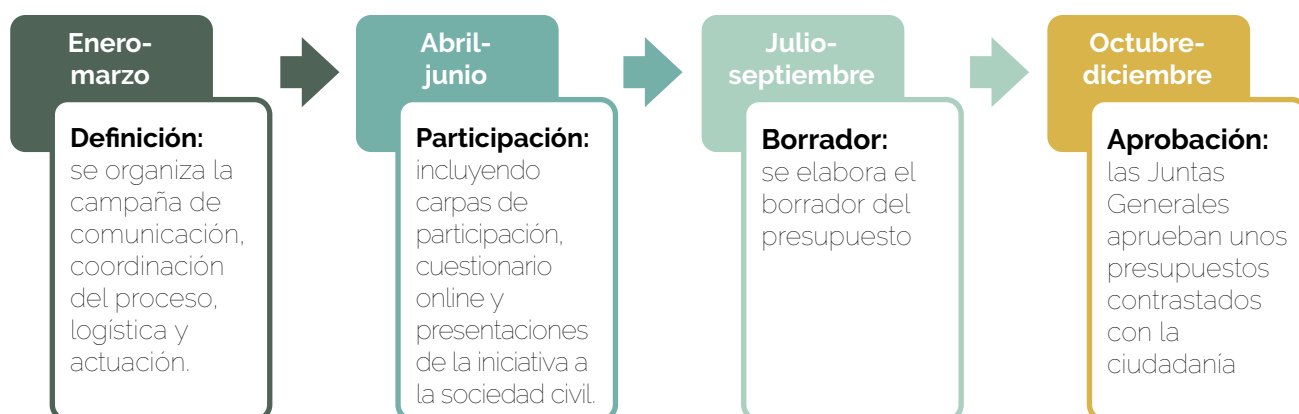 Enero-
marzo
Definición:
se organiza la
campaña de
comunicación,
coordinación
del proceso,
logística y
actuación.
Abril-
junio
Participación:
incluyendo
carpas de
participación,
cuestionario
online y
presentaciones
de la iniciativa a
la sociedad civil.
Julio-
septiembre
Borrador:
se elabora el
borrador del
presupuesto
Octubre-
diciembre
Aprobación:
las Juntas
Generales
aprueban unos
presupuestos
contrastados
con la
ciudadanía